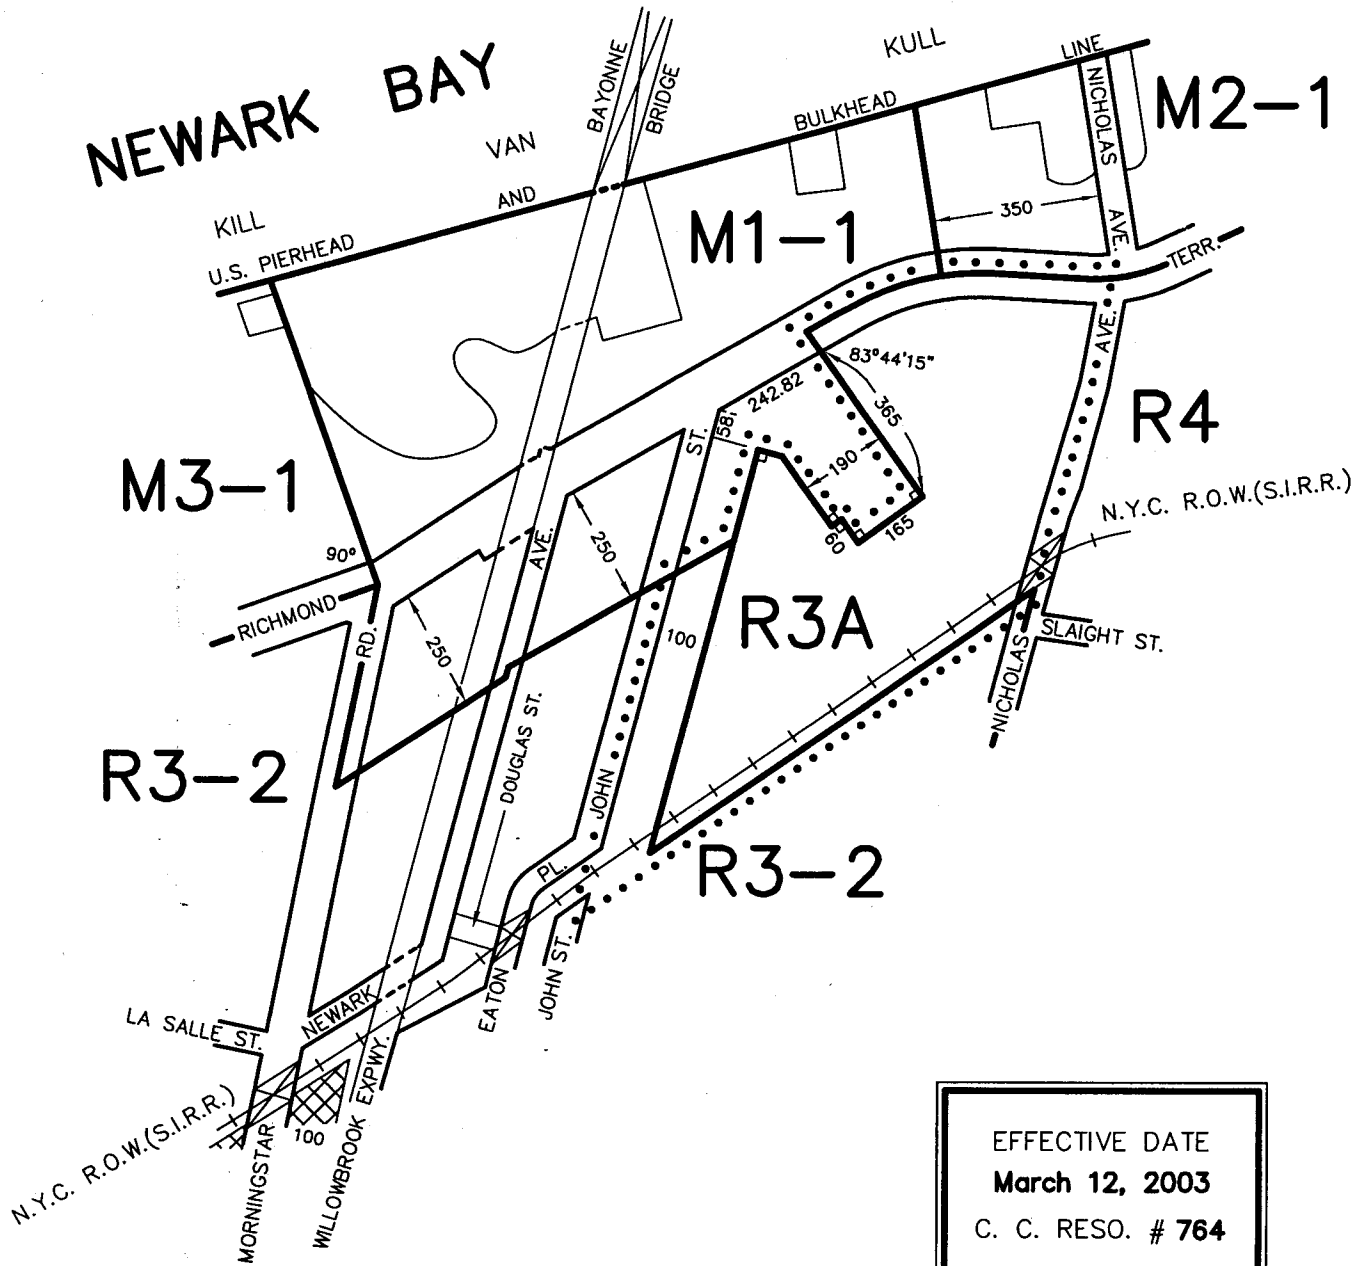 NEWARK BAY
KILL
VAN
KULL
U.S. PIERHEAD
AND
BULKHEAD
LINE
BAYONNE
BRIDGE
NICHOLAS
AVE.
M2-1
M1-1
350
TERR.
83°44'15"
242.82
58
365
190
60
165
AVE.
R4
N.Y.C. R.O.W.(S.I.R.R.)
M3-1
90°
RICHMOND
RD.
250
AVE.
250
ST.
100
R3A
SLAIGHT ST.
NICHOLAS
R3-2
DOUGLAS ST.
JOHN
PL.
R3-2
EATON
JOHN ST.
LA SALLE ST.
NEWARK
N.Y.C. R.O.W.(S.I.R.R.)
100
MORNINGSTAR
WILLOWBROOK EXPWY.
EFFECTIVE DATE
March 12, 2003
C. C. RESO. # 764